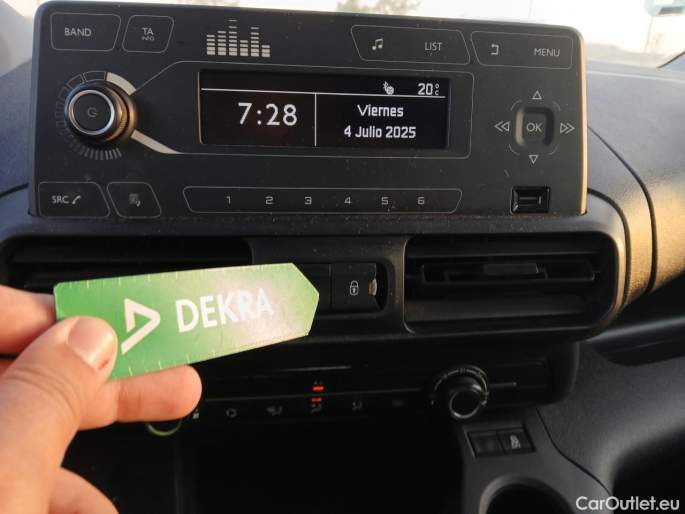 BAND
TA
INFO
LIST
MENU
20°C
7:28
Viernes
4 Julio 2025
OK
SRC
1 2 3 4 5 6
DEKRA
CarOutlet.eu